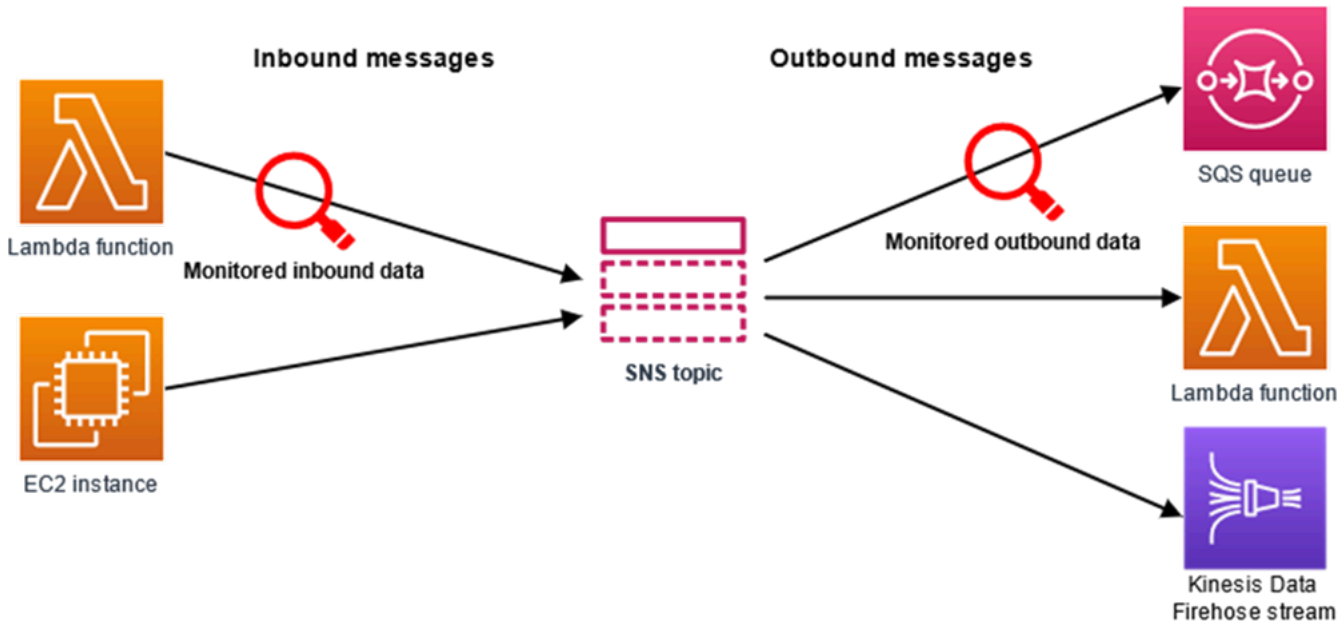 Inbound messages
Outbound messages
Lambda function
Monitored inbound data
EC2 instance
SNS topic
Monitored outbound data
SQS queue
Lambda function
Kinesis Data
Firehose stream